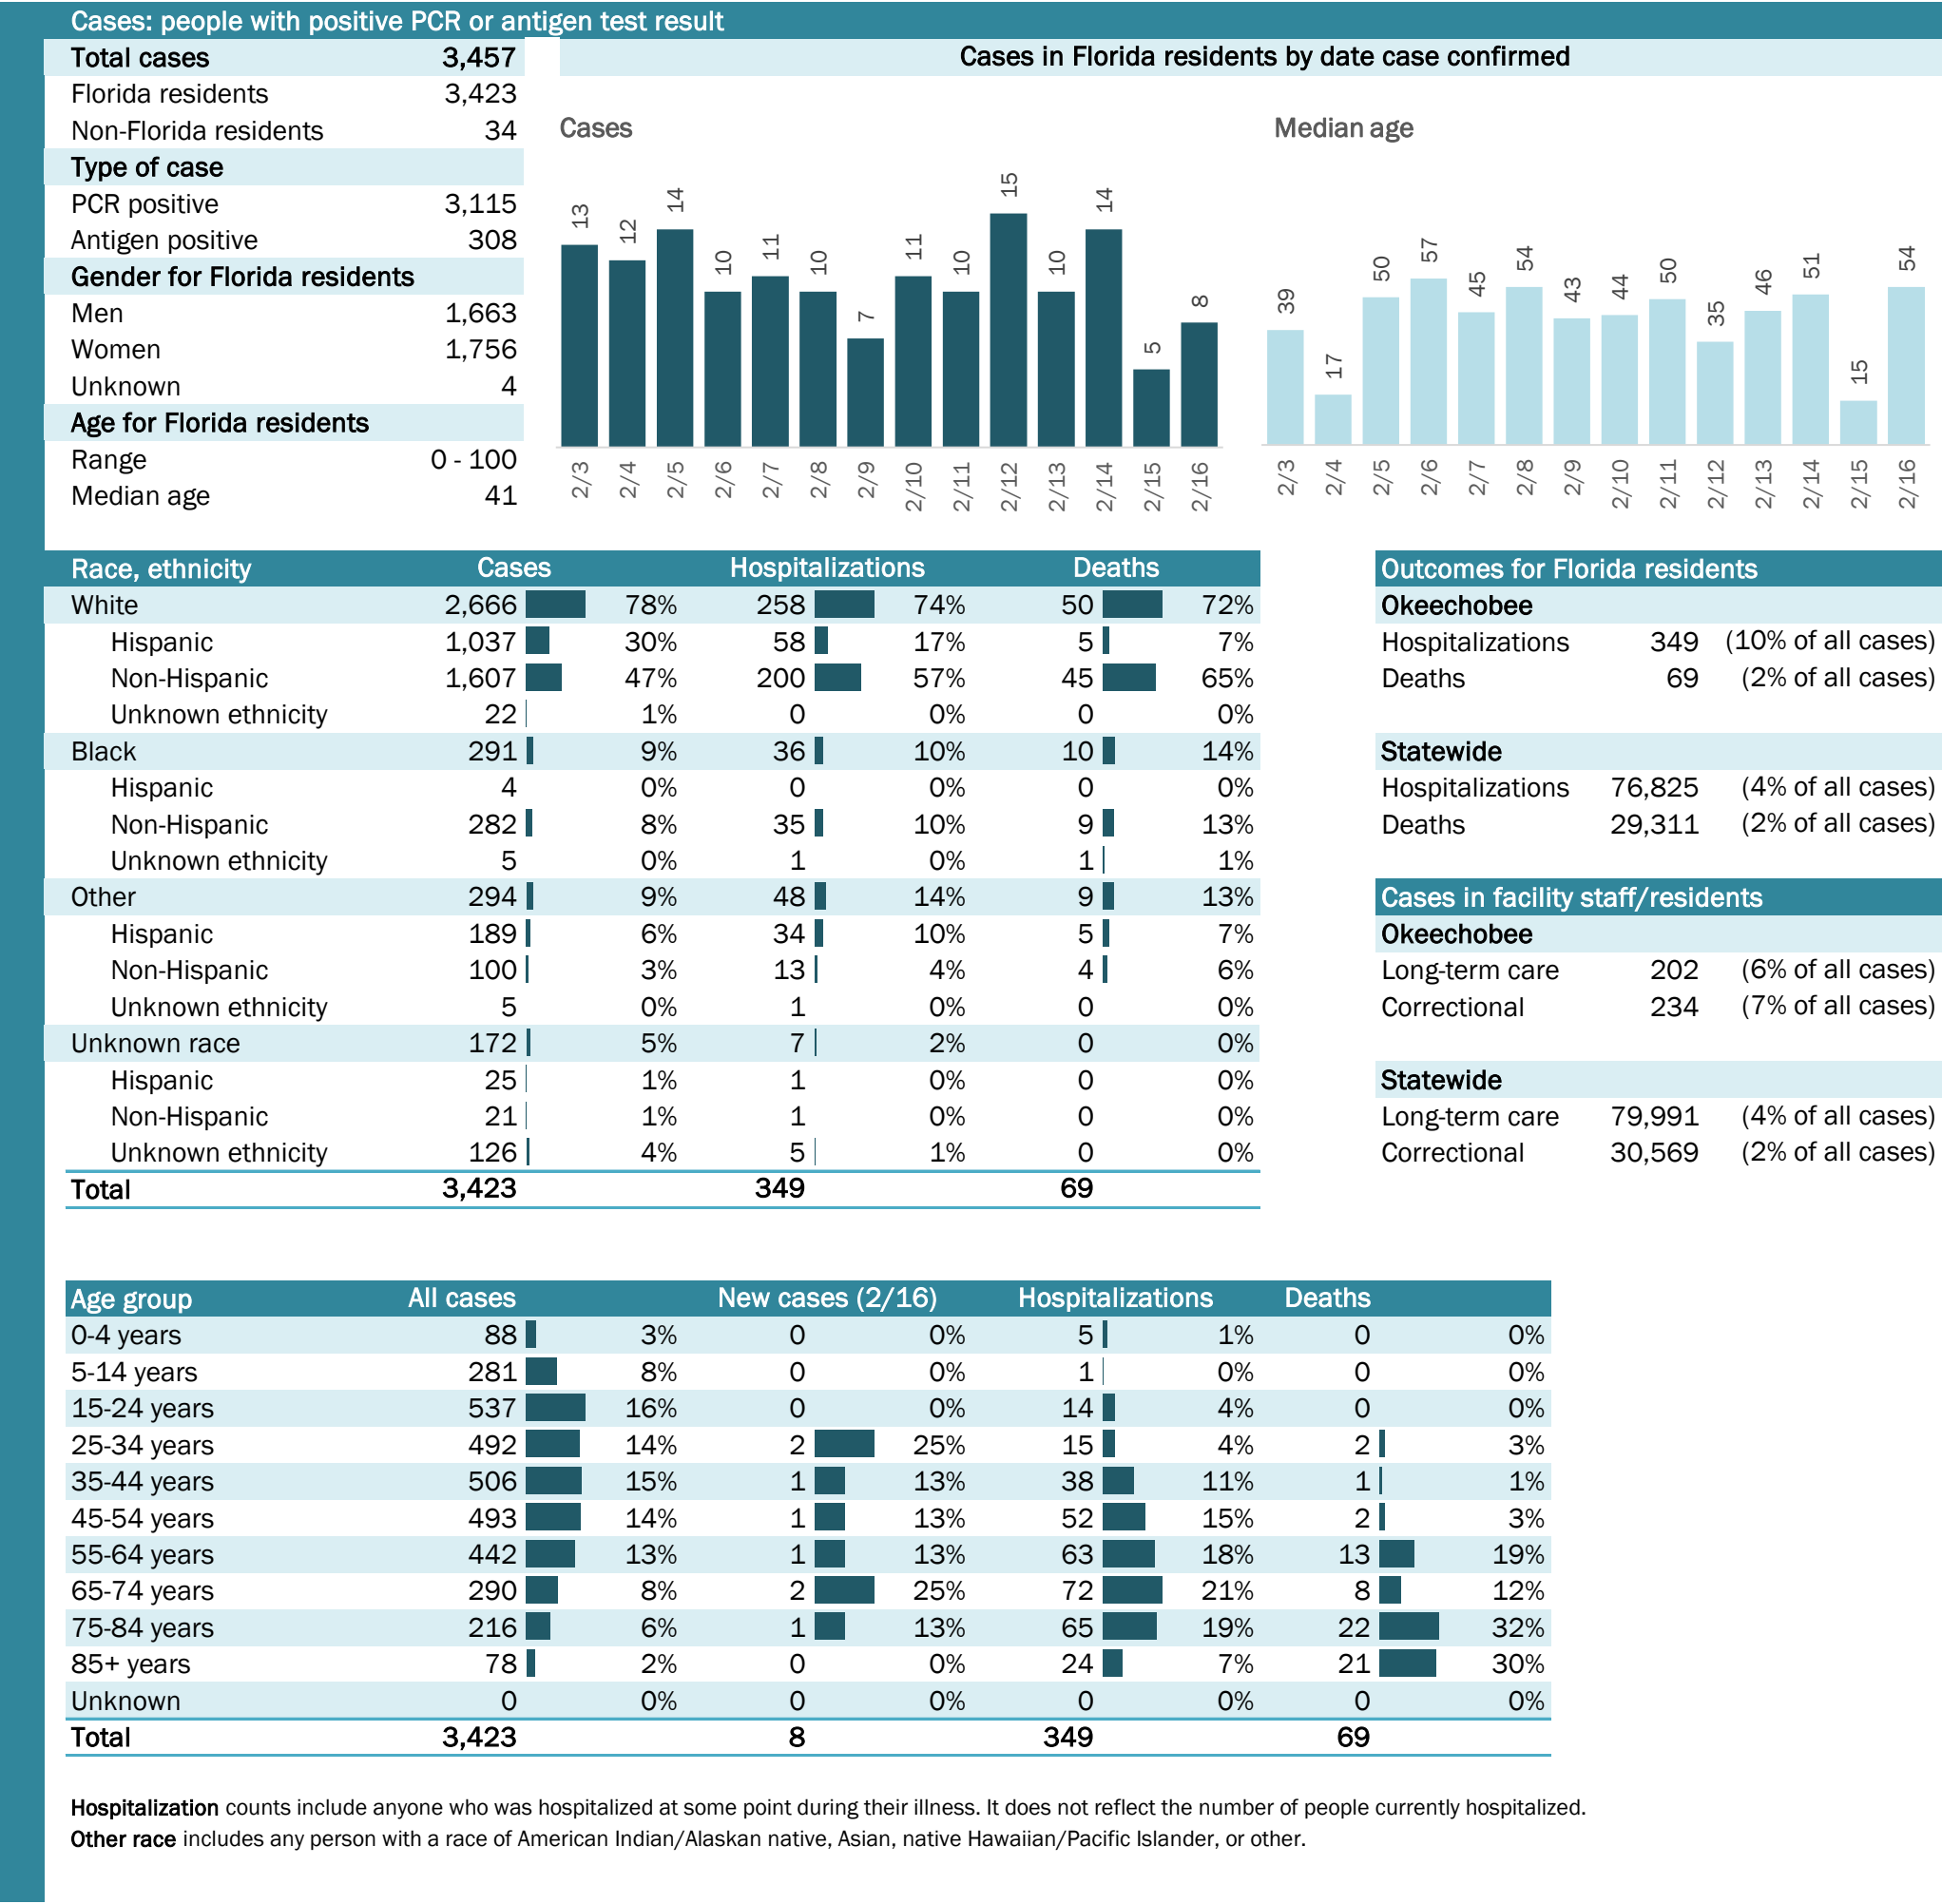 Cases: people with positive PCR or antigen test result
Total cases 3,457
Florida residents 3,423
Non-Florida residents 34
Type of case
PCR positive 3,115
Antigen positive 308
Gender for Florida residents
Men 1,663
Women 1,756
Unknown 4
Age for Florida residents
Range 0 - 100
Median age 41
Cases in Florida residents by date case confirmed
Cases
13 12 14 10 11 10 7 11 10 15 10 14 5 8
2/3 2/4 2/5 2/6 2/7 2/8 2/9 2/10 2/11 2/12 2/13 2/14 2/15 2/16
Median age
39 17 50 57 45 54 43 44 50 35 46 51 15 54
2/3 2/4 2/5 2/6 2/7 2/8 2/9 2/10 2/11 2/12 2/13 2/14 2/15 2/16
Race, ethnicity Cases Hospitalizations Deaths
White 2,666 78% 258 74% 50 72%
Hispanic 1,037 30% 58 17% 5 7%
Non-Hispanic 1,607 47% 200 57% 45 65%
Unknown ethnicity 22 1% 0 0% 0 0%
Black 291 9% 36 10% 10 14%
Hispanic 4 0% 0 0% 0 0%
Non-Hispanic 282 8% 35 10% 9 13%
Unknown ethnicity 5 0% 1 0% 1 1%
Other 294 9% 48 14% 9 13%
Hispanic 189 6% 34 10% 5 7%
Non-Hispanic 100 3% 13 4% 4 6%
Unknown ethnicity 5 0% 1 0% 0 0%
Unknown race 172 5% 7 2% 0 0%
Hispanic 25 1% 1 0% 0 0%
Non-Hispanic 21 1% 1 0% 0 0%
Unknown ethnicity 126 4% 5 1% 0 0%
Total 3,423 349 69
Outcomes for Florida residents
Okeechobee
Hospitalizations 349 (10% of all cases)
Deaths 69 (2% of all cases)
Statewide
Hospitalizations 76,825 (4% of all cases)
Deaths 29,311 (2% of all cases)
Cases in facility staff/residents
Okeechobee
Long-term care 202 (6% of all cases)
Correctional 234 (7% of all cases)
Statewide
Long-term care 79,991 (4% of all cases)
Correctional 30,569 (2% of all cases)
Age group All cases New cases (2/16) Hospitalizations Deaths
0-4 years 88 3% 0 0% 5 1% 0 0%
5-14 years 281 8% 0 0% 1 0% 0 0%
15-24 years 537 16% 0 0% 14 4% 0 0%
25-34 years 492 14% 2 25% 15 4% 2 3%
35-44 years 506 15% 1 13% 38 11% 1 1%
45-54 years 493 14% 1 13% 52 15% 2 3%
55-64 years 442 13% 1 13% 63 18% 13 19%
65-74 years 290 8% 2 25% 72 21% 8 12%
75-84 years 216 6% 1 13% 65 19% 22 32%
85+ years 78 2% 0 0% 24 7% 21 30%
Unknown 0 0% 0 0% 0 0% 0 0%
Total 3,423 8 349 69
Hospitalization counts include anyone who was hospitalized at some point during their illness. It does not reflect the number of people currently hospitalized.
Other race includes any person with a race of American Indian/Alaskan native, Asian, native Hawaiian/Pacific Islander, or other.